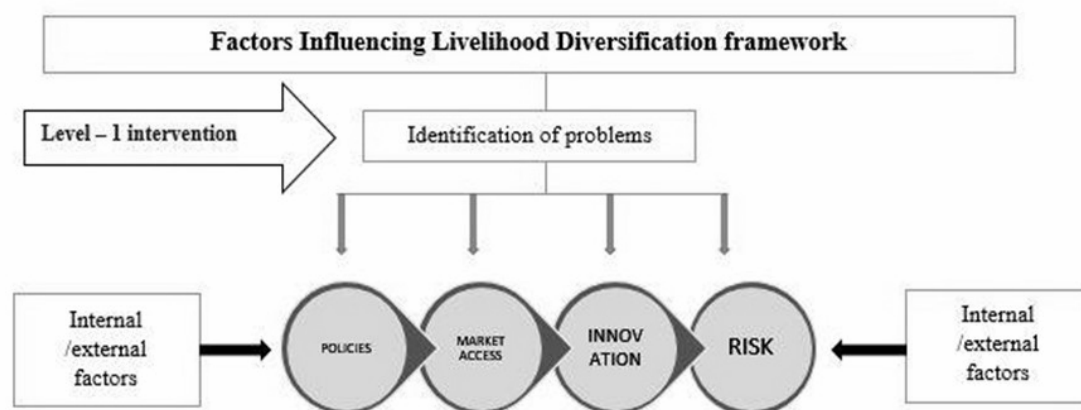 Factors Influencing Livelihood Diversification framework
Level – 1 intervention
Identification of problems
Internal
/external
factors
POLICIES
MARKET
ACCESS
INNOV
ATION
RISK
Internal
/external
factors